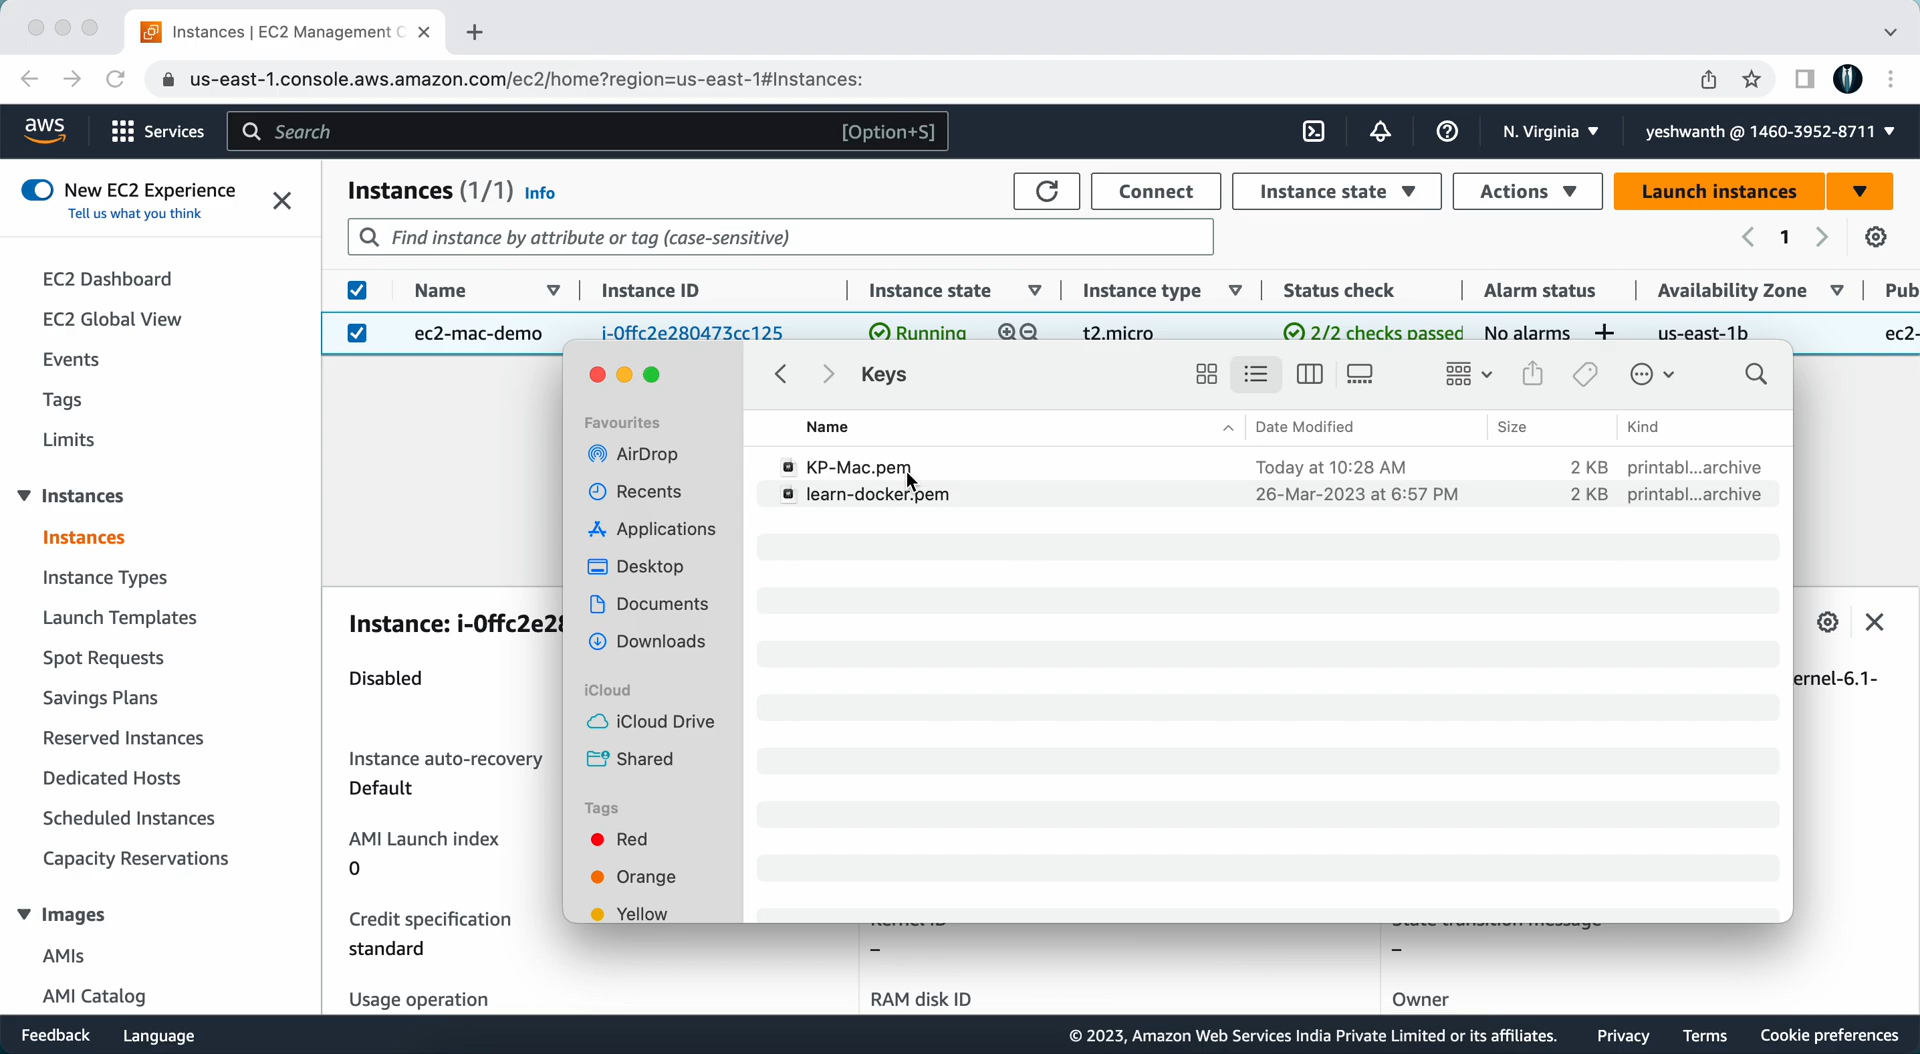 Instances | EC2 Management C
us-east-1.console.aws.amazon.com/ec2/home?region=us-east-1#Instances:
aws
Services
Search
[Option+S]
N. Virginia
yeshwanth @ 1460-3952-8711
New EC2 Experience
Tell us what you think
EC2 Dashboard
EC2 Global View
Events
Tags
Limits
Instances
Instances
Instance Types
Launch Templates
Spot Requests
Savings Plans
Reserved Instances
Dedicated Hosts
Scheduled Instances
Capacity Reservations
Images
AMIs
AMI Catalog
Instances (1/1) Info
Connect
Instance state
Actions
Launch instances
Find instance by attribute or tag (case-sensitive)
1
Name Instance ID Instance state Instance type Status check Alarm status Availability Zone Pub
ec2-mac-demo i-0ffc2e280473cc125 Running t2.micro 2/2 checks passed No alarms us-east-1b ec2-
Keys
Favourites
AirDrop
Recents
Applications
Desktop
Documents
Downloads
iCloud
iCloud Drive
Shared
Tags
Red
Orange
Yellow
Name Date Modified Size Kind
KP-Mac.pem Today at 10:28 AM 2 KB printabl...archive
learn-docker.pem 26-Mar-2023 at 6:57 PM 2 KB printabl...archive
Instance: i-0ffc2e28
Disabled
ernel-6.1-
Instance auto-recovery
Default
AMI Launch index
0
Credit specification
standard
Kernel ID
–
State transition message
–
Usage operation
RAM disk ID
Owner
Feedback
Language
© 2023, Amazon Web Services India Private Limited or its affiliates.
Privacy
Terms
Cookie preferences